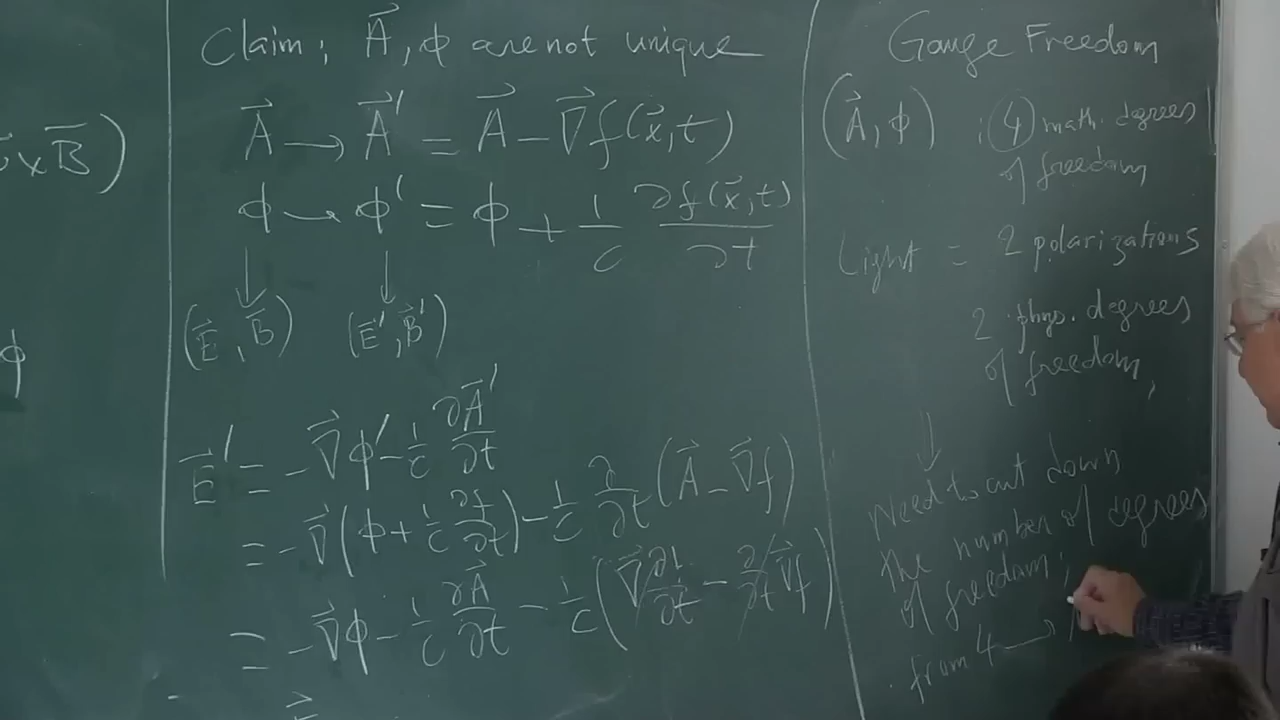 × B⃗ )
ϕ
Claim; A⃗, ϕ are not unique
A⃗ → A⃗' = A⃗ − ∇⃗f(x⃗,t)
ϕ → ϕ' = ϕ + 1/c ∂f(x⃗,t)/∂t
↓ ↓
(E⃗, B⃗) (E⃗', B⃗')
E⃗' = −∇⃗ϕ' − 1/c ∂A⃗'/∂t
= −∇⃗(ϕ + 1/c ∂f/∂t) − 1/c ∂/∂t (A⃗ − ∇⃗f)
= −∇⃗ϕ − 1/c ∂A⃗/∂t − 1/c (∇⃗ ∂f/∂t − ∂/∂t ∇⃗f)
Gauge Freedom
(A⃗, ϕ) : 4 math. degrees
of freedom
Light = 2 polarizations
2 phys. degrees
of freedom,
↓
Need to cut down
the number of degrees
of freedom;
from 4 →